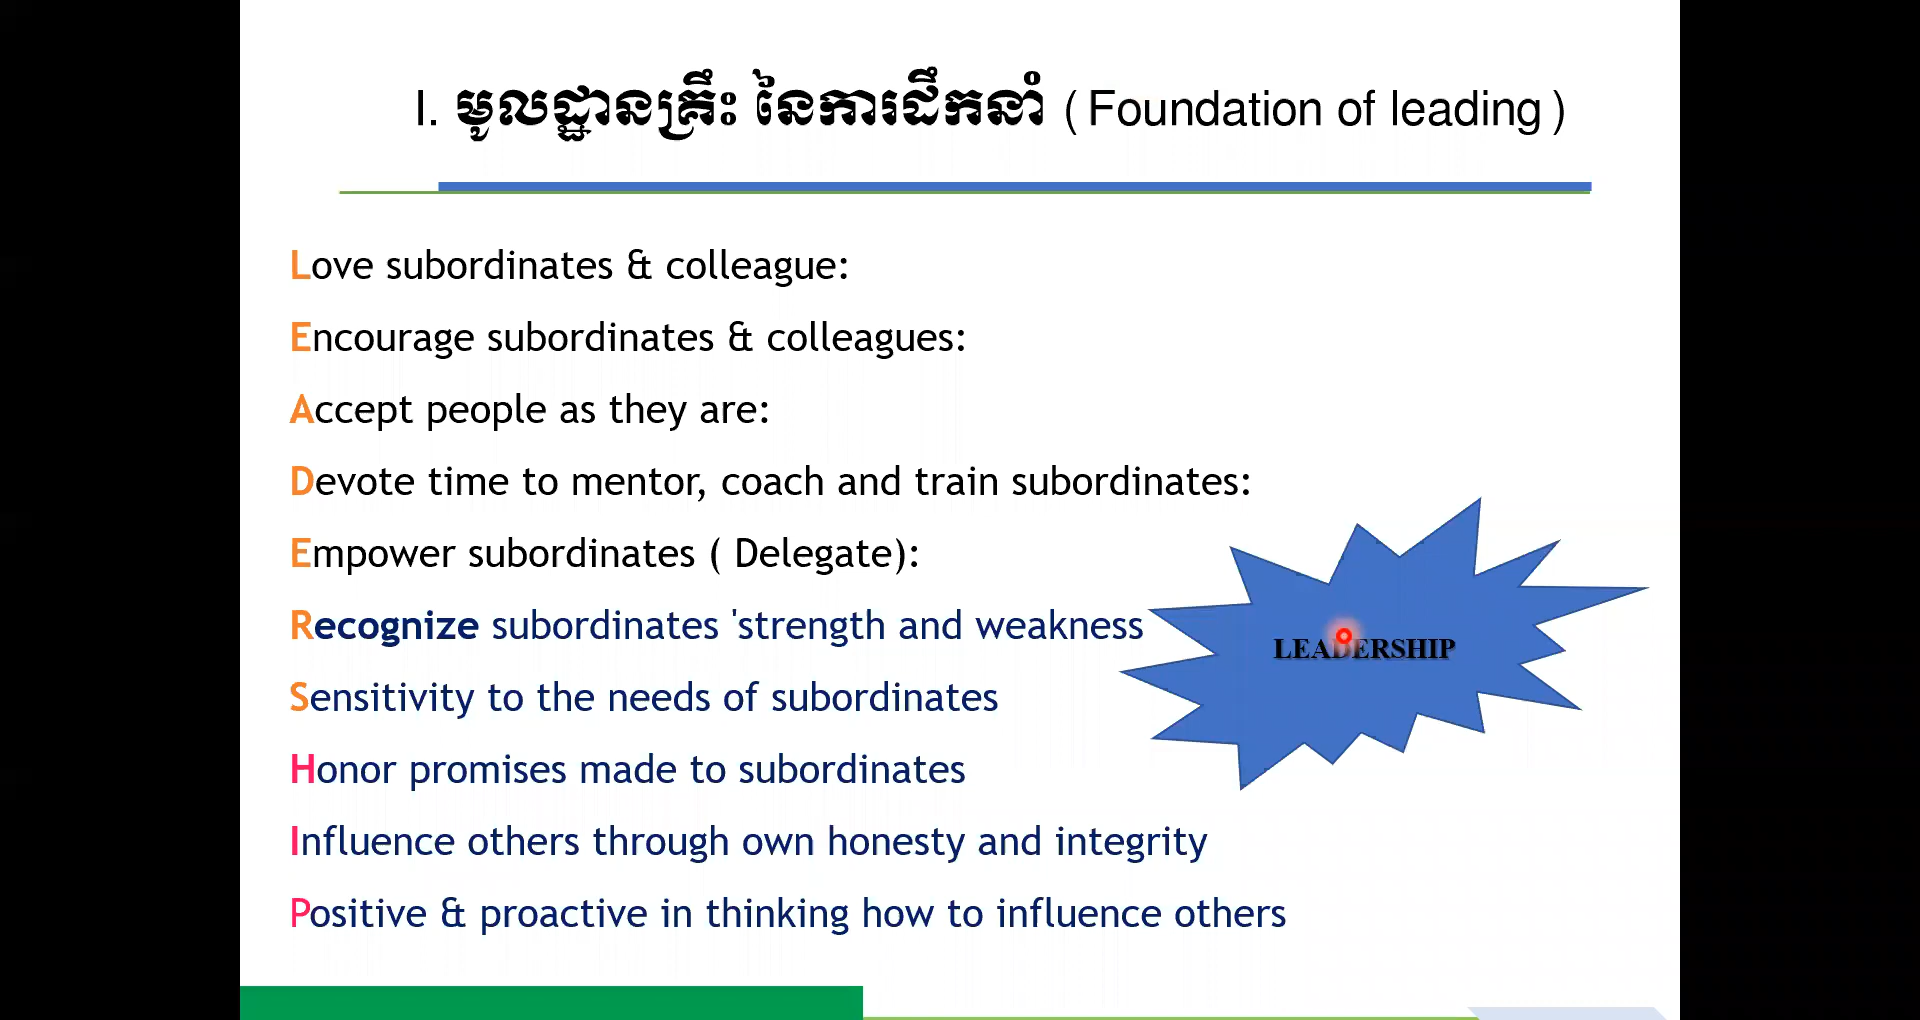 I. មូលដ្ឋានគ្រឹះ នៃការដឹកនាំ ( Foundation of leading )
Love subordinates & colleague:
Encourage subordinates & colleagues:
Accept people as they are:
Devote time to mentor, coach and train subordinates:
Empower subordinates ( Delegate):
Recognize subordinates 'strength and weakness
LEADERSHIP
Sensitivity to the needs of subordinates
Honor promises made to subordinates
Influence others through own honesty and integrity
Positive & proactive in thinking how to influence others